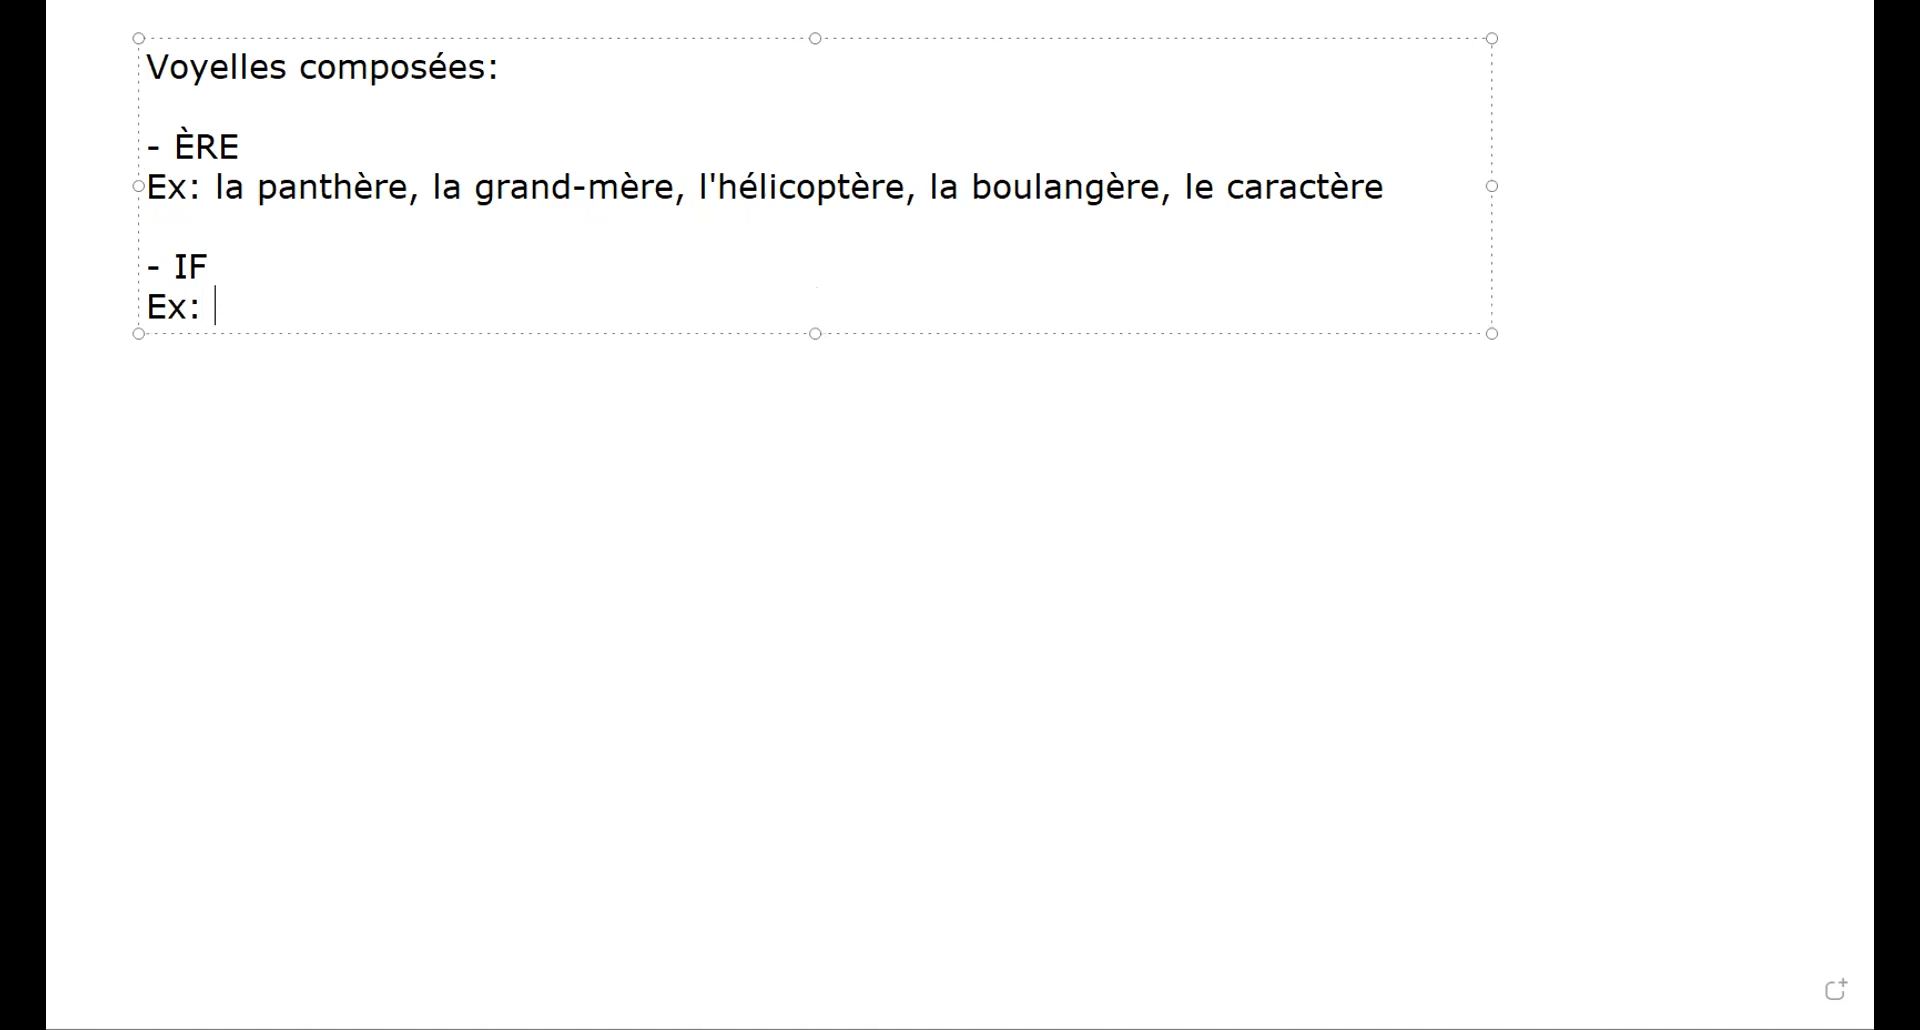 Voyelles composées:
- ÈRE
Ex: la panthère, la grand-mère, l'hélicoptère, la boulangère, le caractère
- IF
Ex: